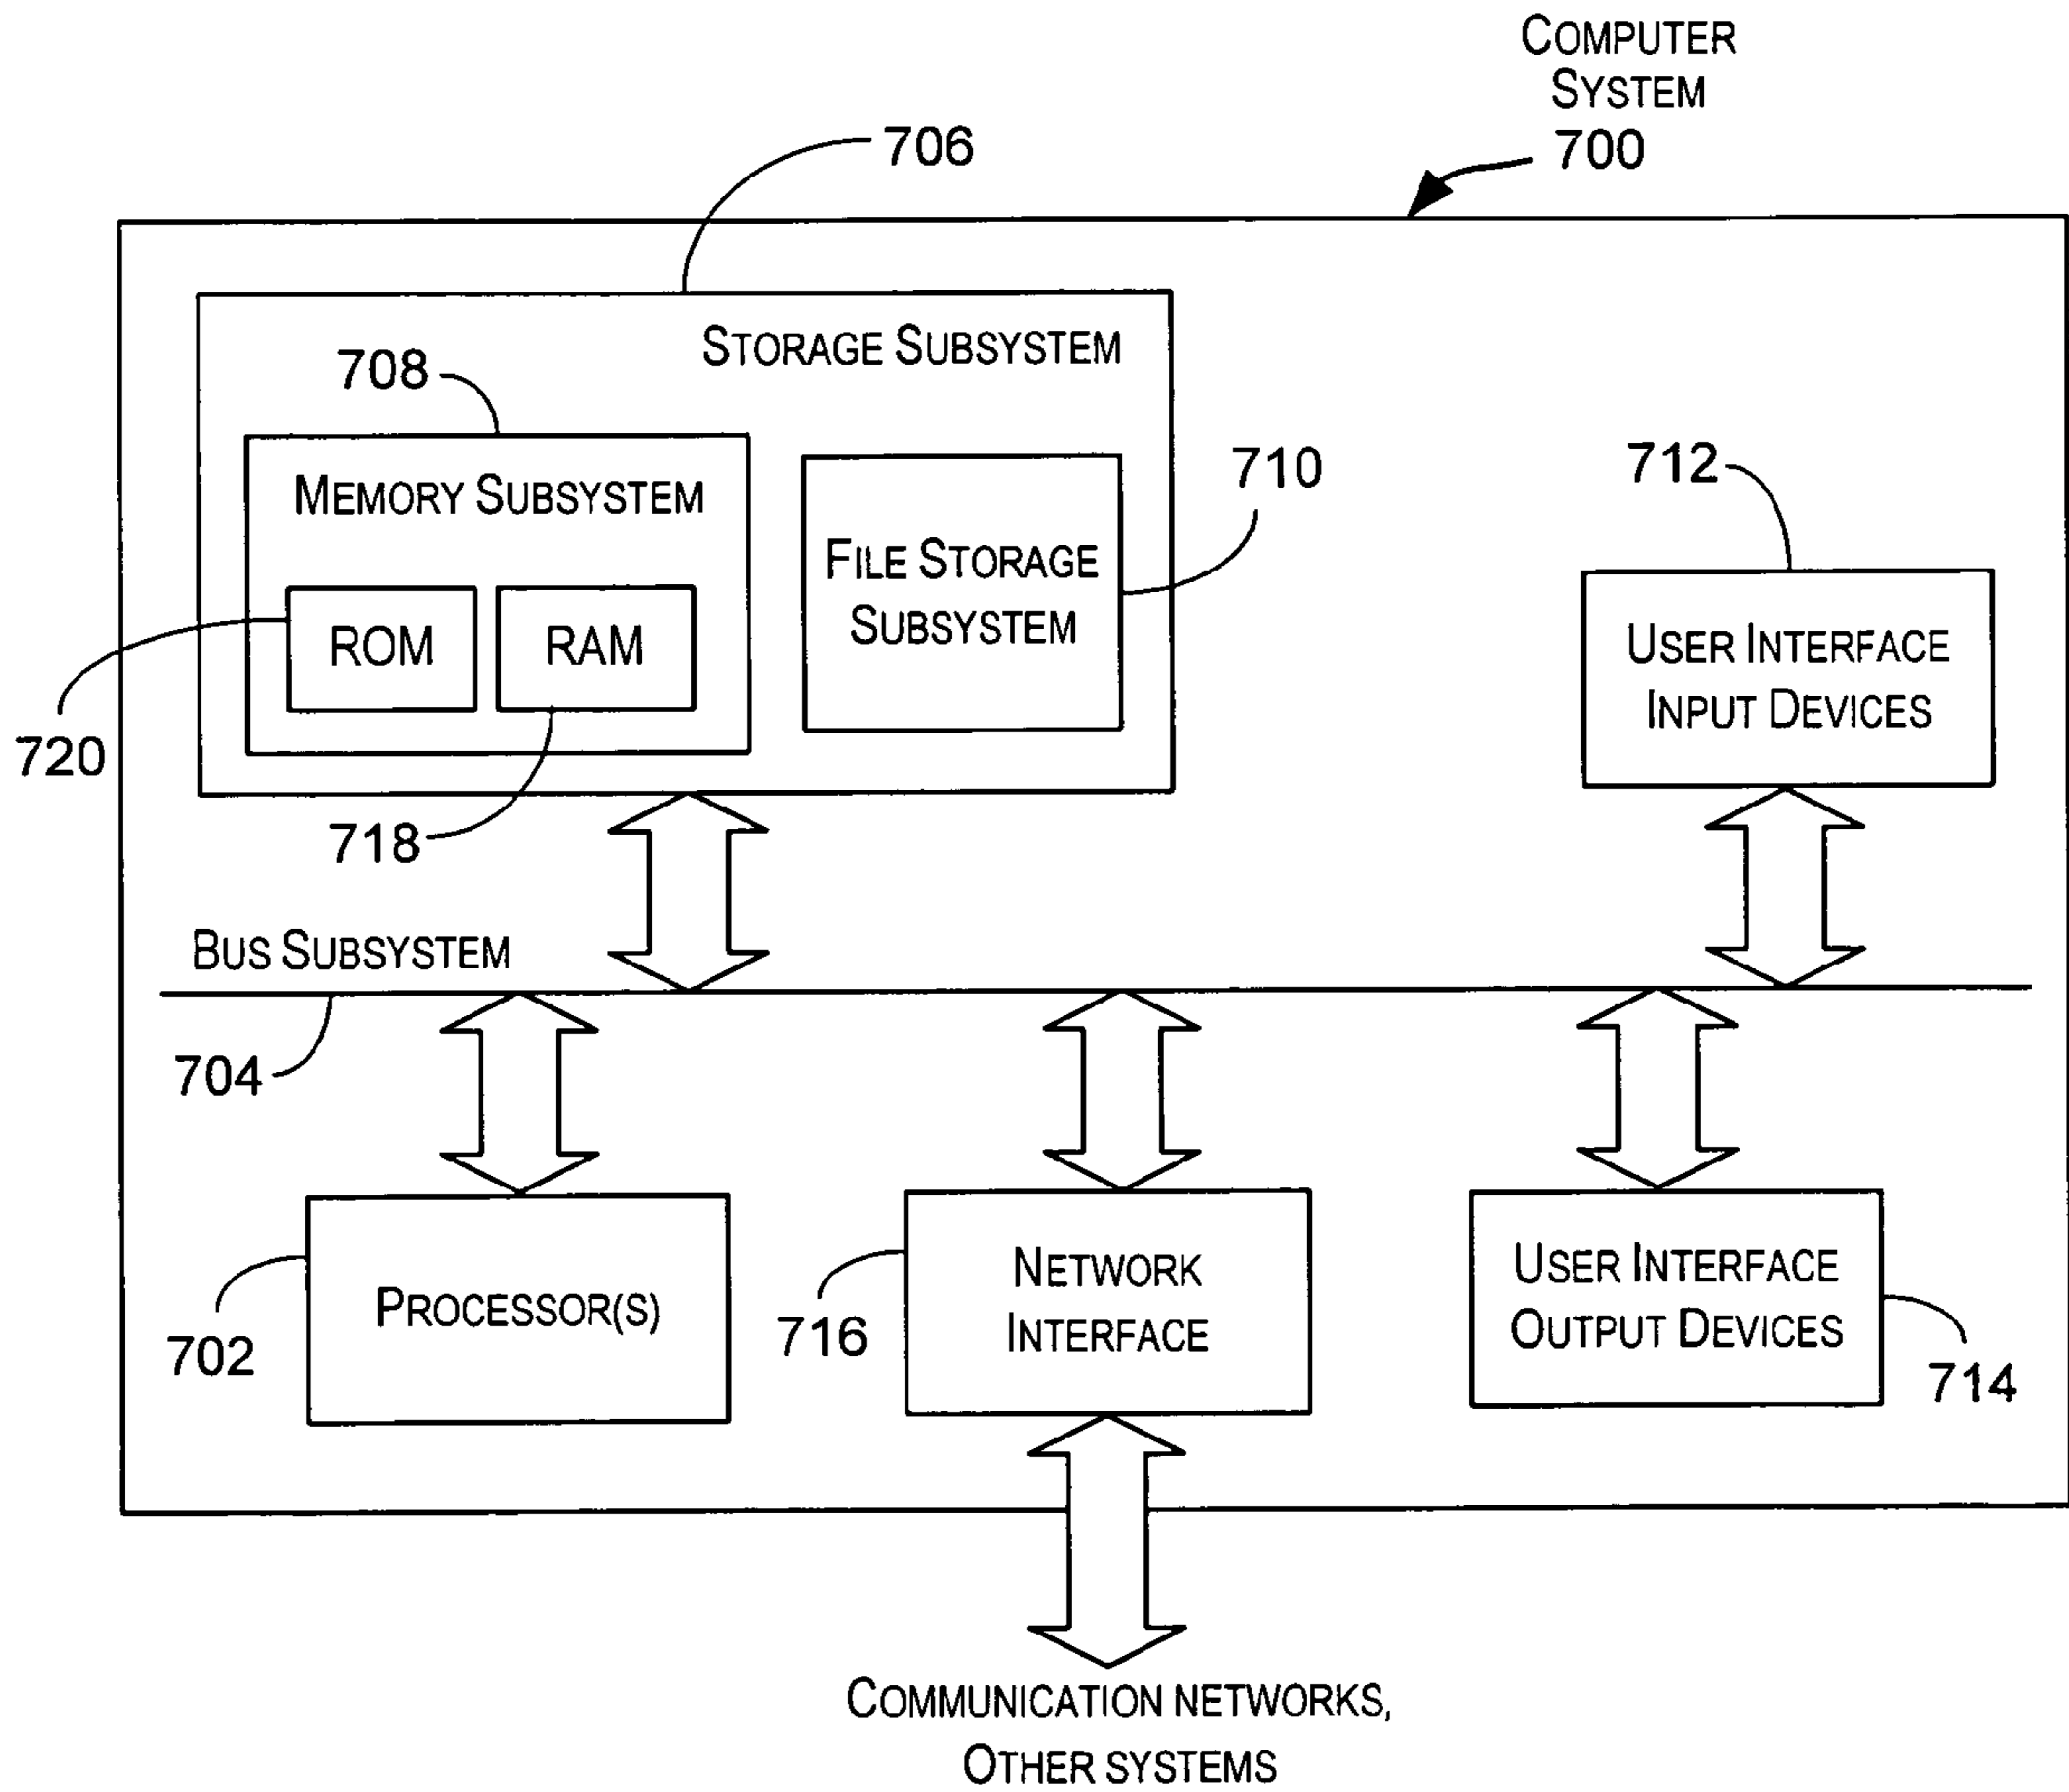 COMPUTER
SYSTEM
700
706
STORAGE SUBSYSTEM
708
MEMORY SUBSYSTEM
710
712
FILE STORAGE
SUBSYSTEM
ROM
RAM
USER INTERFACE
INPUT DEVICES
720
718
BUS SUBSYSTEM
704
PROCESSOR(S)
702
NETWORK
INTERFACE
716
USER INTERFACE
OUTPUT DEVICES
714
COMMUNICATION NETWORKS,
OTHER SYSTEMS